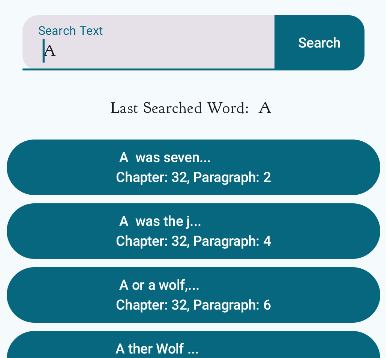 Search Text
A
Search
Last Searched Word: A
A was seven...
Chapter: 32, Paragraph: 2
A was the j...
Chapter: 32, Paragraph: 4
A or a wolf,...
Chapter: 32, Paragraph: 6
A ther Wolf ...